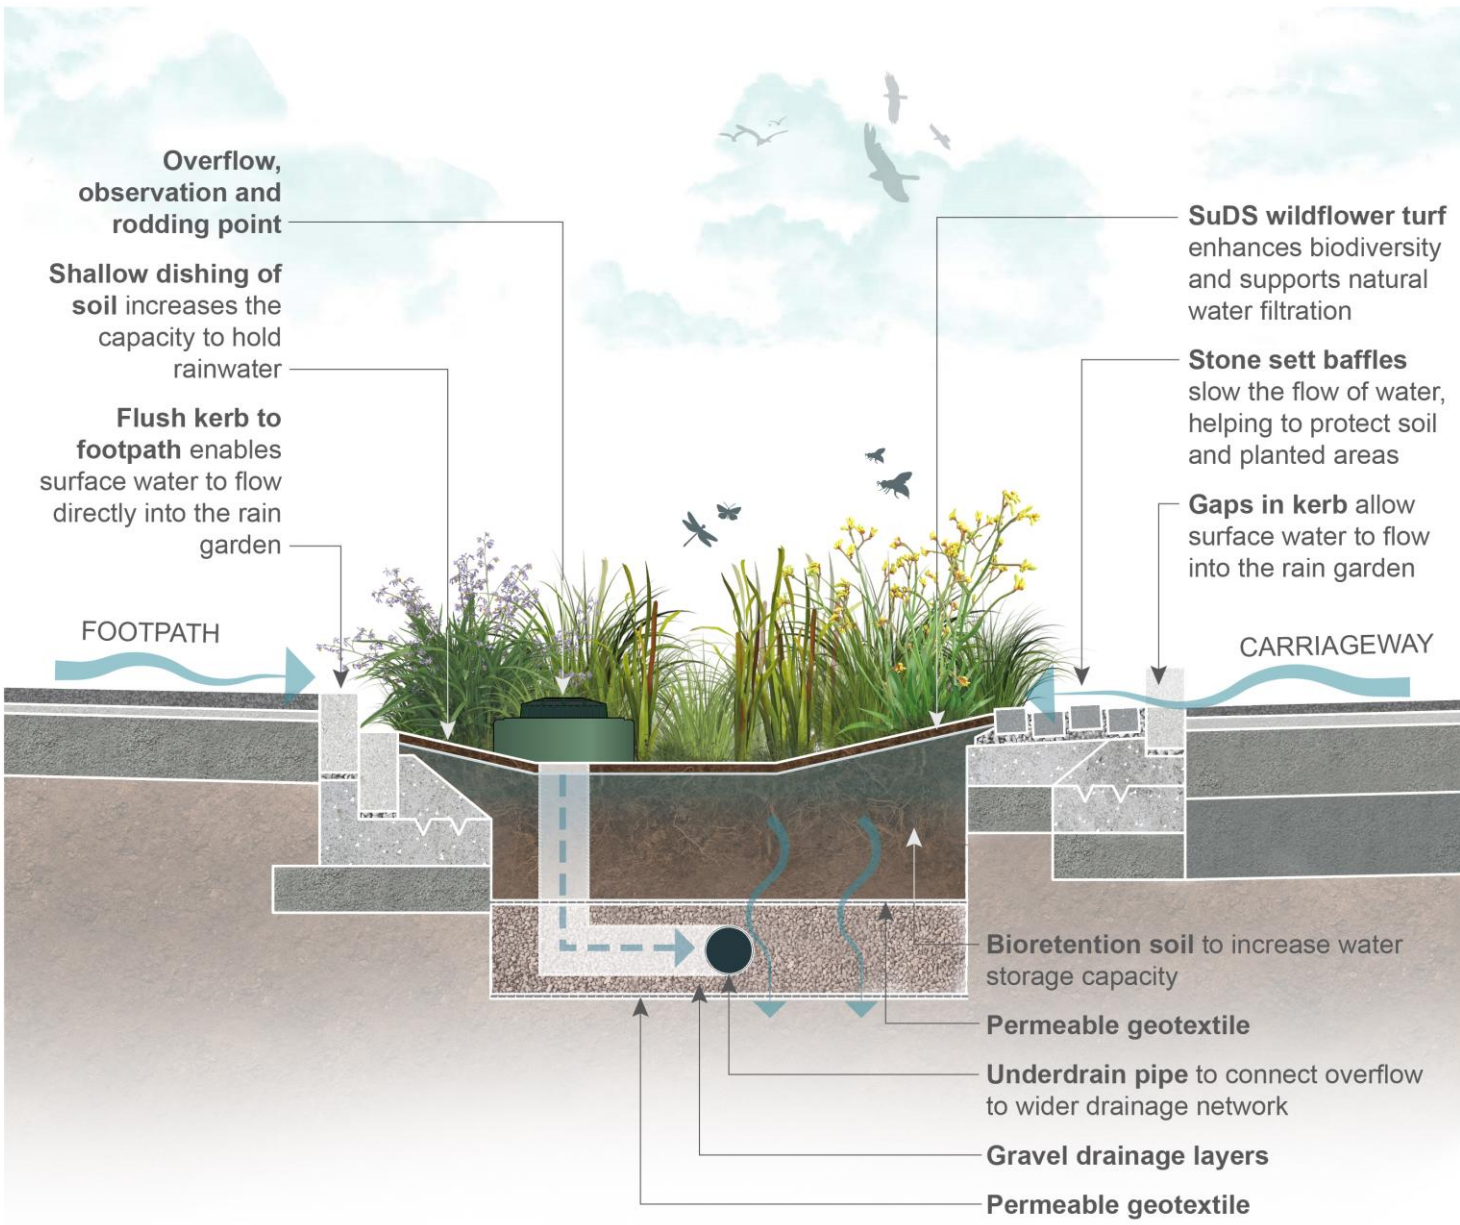 Overflow,
observation and
rodding point
Shallow dishing of
soil increases the
capacity to hold
rainwater
Flush kerb to
footpath enables
surface water to flow
directly into the rain
garden
FOOTPATH
SuDS wildflower turf
enhances biodiversity
and supports natural
water filtration
Stone sett baffles
slow the flow of water,
helping to protect soil
and planted areas
Gaps in kerb allow
surface water to flow
into the rain garden
CARRIAGEWAY
Bioretention soil to increase water
storage capacity
Permeable geotextile
Underdrain pipe to connect overflow
to wider drainage network
Gravel drainage layers
Permeable geotextile